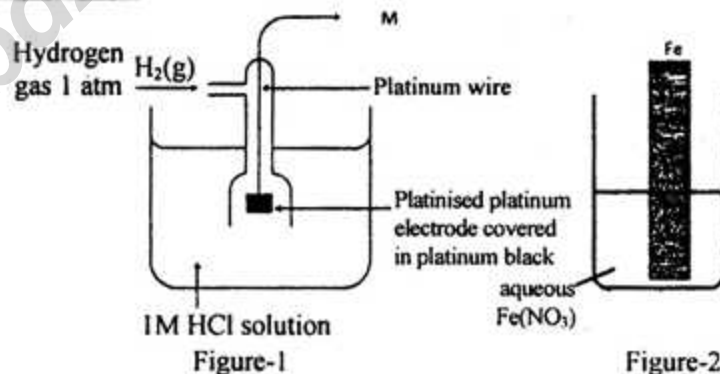 M
Fe
Hydrogen
gas 1 atm
H₂(g)
Platinum wire
Platinised platinum
electrode covered
in platinum black
aqueous
Fe(NO₃)
1M HCl solution
Figure-1
Figure-2